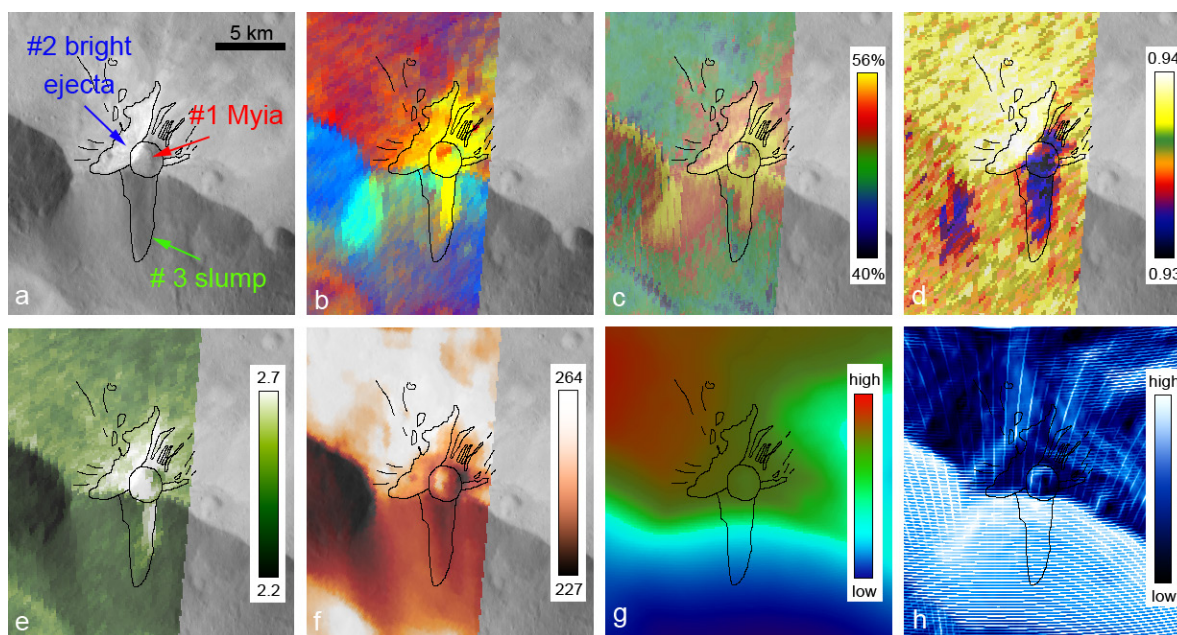 #2 bright
ejecta
5 km
#1 Myia
# 3 slump
a
b
56%
40%
c
0.94
0.93
d
2.7
2.2
e
264
227
f
high
low
g
high
low
h